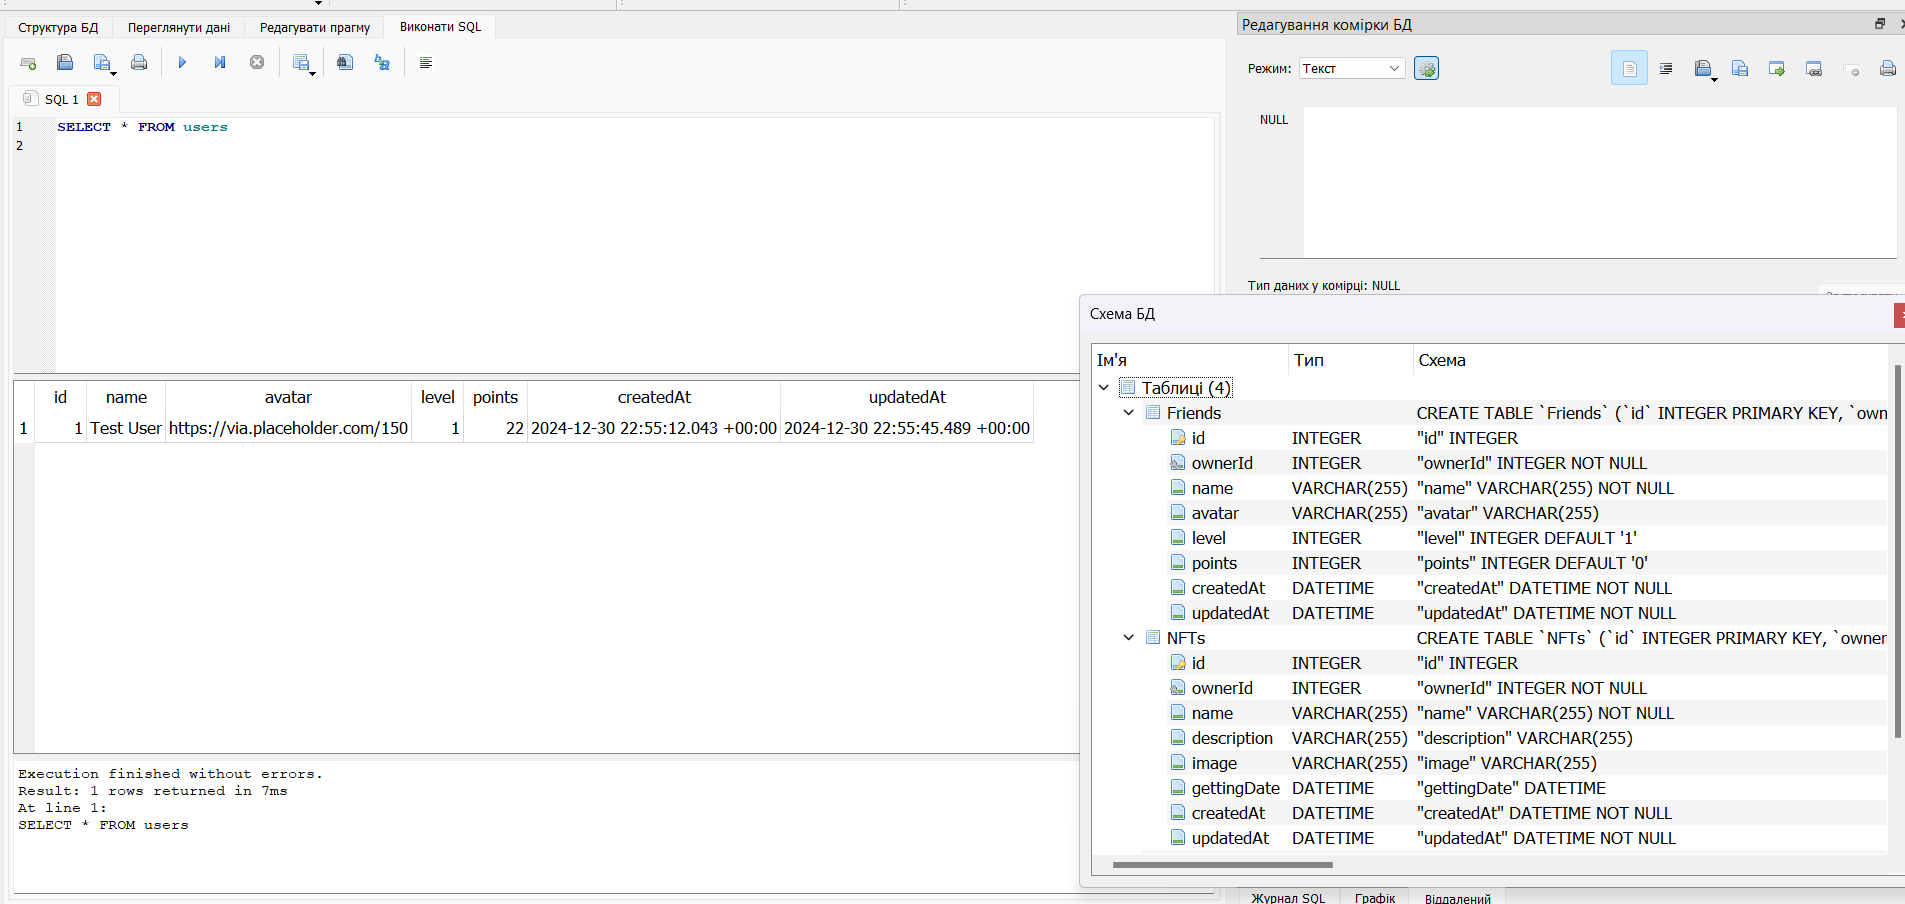 Структура БД Переглянути дані Редагувати прагму Виконати SQL
SQL 1
1 SELECT * FROM users
2
id name avatar level points createdAt updatedAt
1 1 Test User https://via.placeholder.com/150 1 22 2024-12-30 22:55:12.043 +00:00 2024-12-30 22:55:45.489 +00:00
Execution finished without errors.
Result: 1 rows returned in 7ms
At line 1:
SELECT * FROM users
Редагування комірки БД
Режим: Текст
NULL
Тип даних у комірці: NULL
Схема БД
Ім'я Тип Схема
Таблиці (4)
Friends CREATE TABLE `Friends` (`id` INTEGER PRIMARY KEY, `own
id INTEGER "id" INTEGER
ownerId INTEGER "ownerId" INTEGER NOT NULL
name VARCHAR(255) "name" VARCHAR(255) NOT NULL
avatar VARCHAR(255) "avatar" VARCHAR(255)
level INTEGER "level" INTEGER DEFAULT '1'
points INTEGER "points" INTEGER DEFAULT '0'
createdAt DATETIME "createdAt" DATETIME NOT NULL
updatedAt DATETIME "updatedAt" DATETIME NOT NULL
NFTs CREATE TABLE `NFTs` (`id` INTEGER PRIMARY KEY, `owner
id INTEGER "id" INTEGER
ownerId INTEGER "ownerId" INTEGER NOT NULL
name VARCHAR(255) "name" VARCHAR(255) NOT NULL
description VARCHAR(255) "description" VARCHAR(255)
image VARCHAR(255) "image" VARCHAR(255)
gettingDate DATETIME "gettingDate" DATETIME
createdAt DATETIME "createdAt" DATETIME NOT NULL
updatedAt DATETIME "updatedAt" DATETIME NOT NULL
Журнал SQL Графік Віддалений